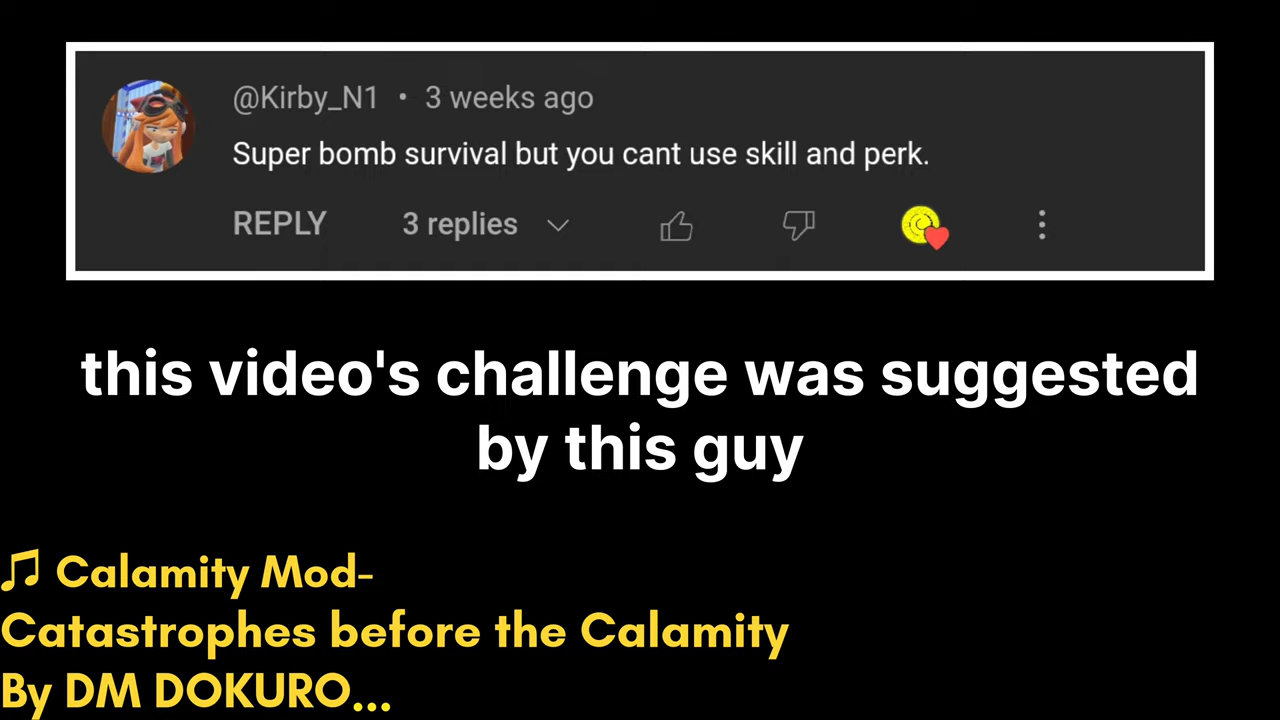 @Kirby_N1 • 3 weeks ago
Super bomb survival but you cant use skill and perk.
REPLY 3 replies
this video's challenge was suggested
by this guy
♫ Calamity Mod-
Catastrophes before the Calamity
By DM DOKURO...